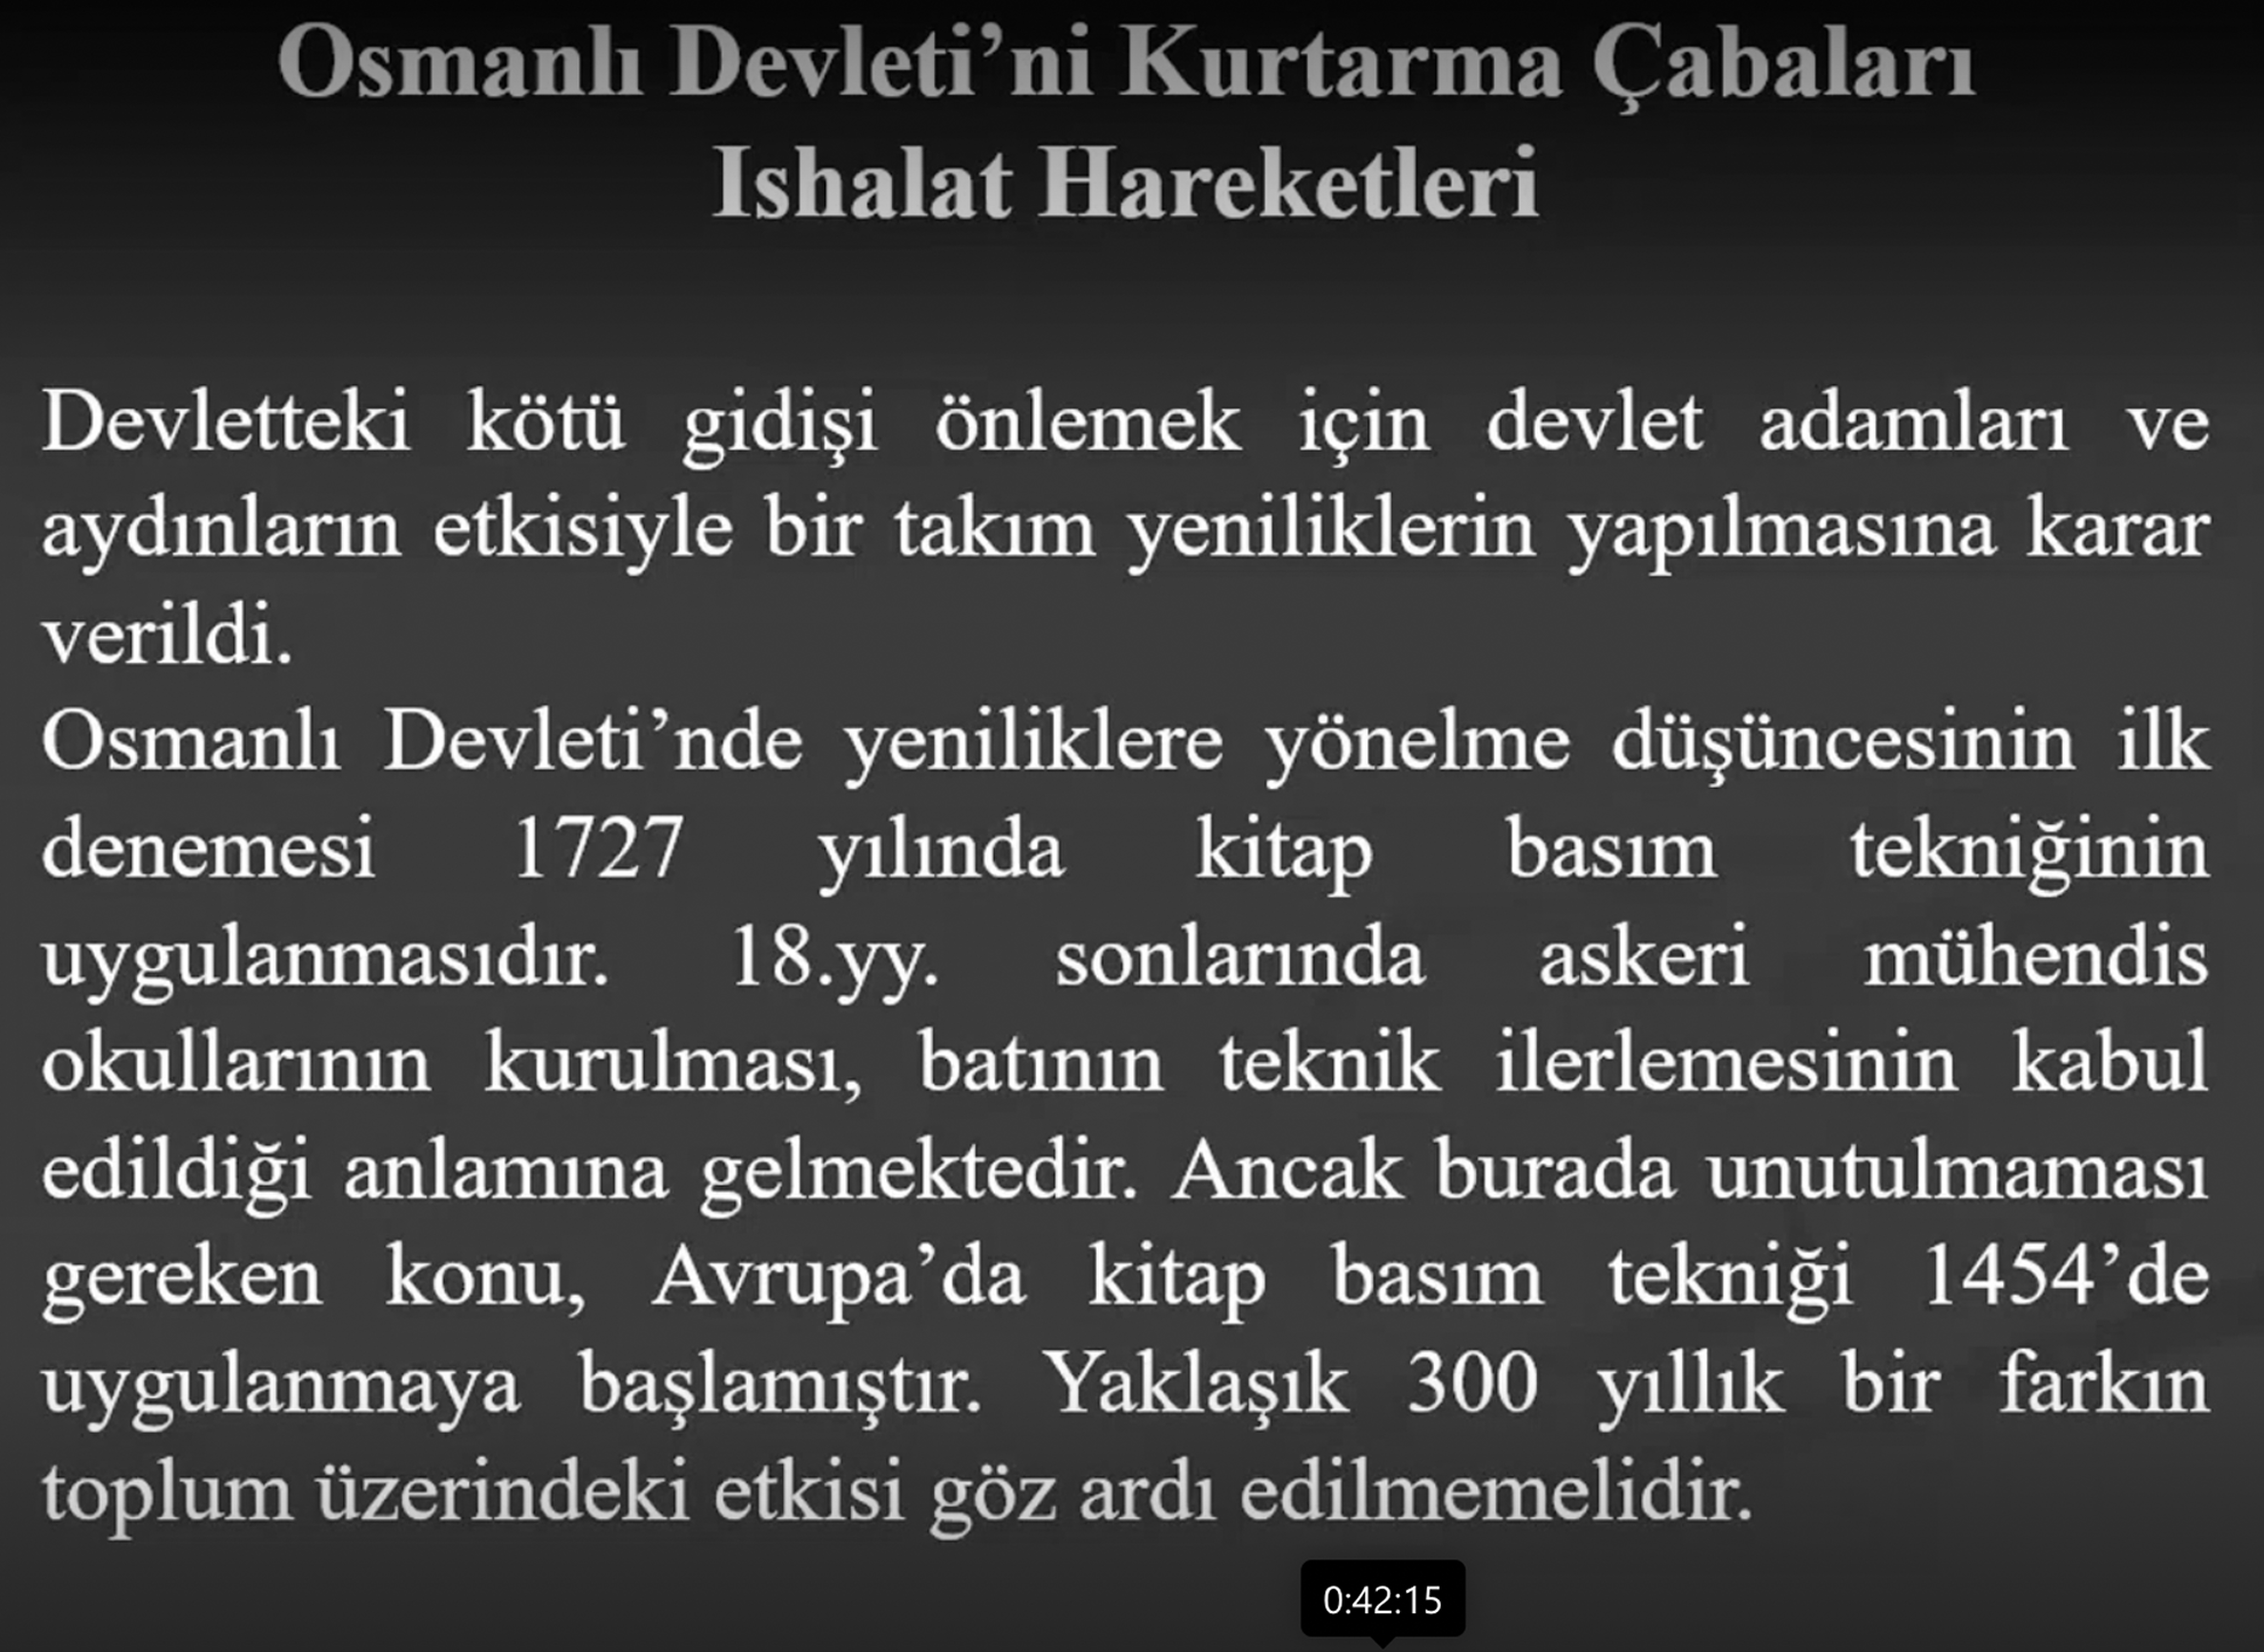 Osmanlı Devleti’ni Kurtarma Çabaları
Ishalat Hareketleri
Devletteki kötü gidişi önlemek için devlet adamları ve
aydınların etkisiyle bir takım yeniliklerin yapılmasına karar
verildi.
Osmanlı Devleti’nde yeniliklere yönelme düşüncesinin ilk
denemesi 1727 yılında kitap basım tekniğinin
uygulanmasıdır. 18.yy. sonlarında askeri mühendis
okullarının kurulması, batının teknik ilerlemesinin kabul
edildiği anlamına gelmektedir. Ancak burada unutulmaması
gereken konu, Avrupa’da kitap basım tekniği 1454’de
uygulanmaya başlamıştır. Yaklaşık 300 yıllık bir farkın
toplum üzerindeki etkisi göz ardı edilmemelidir.
0:42:15